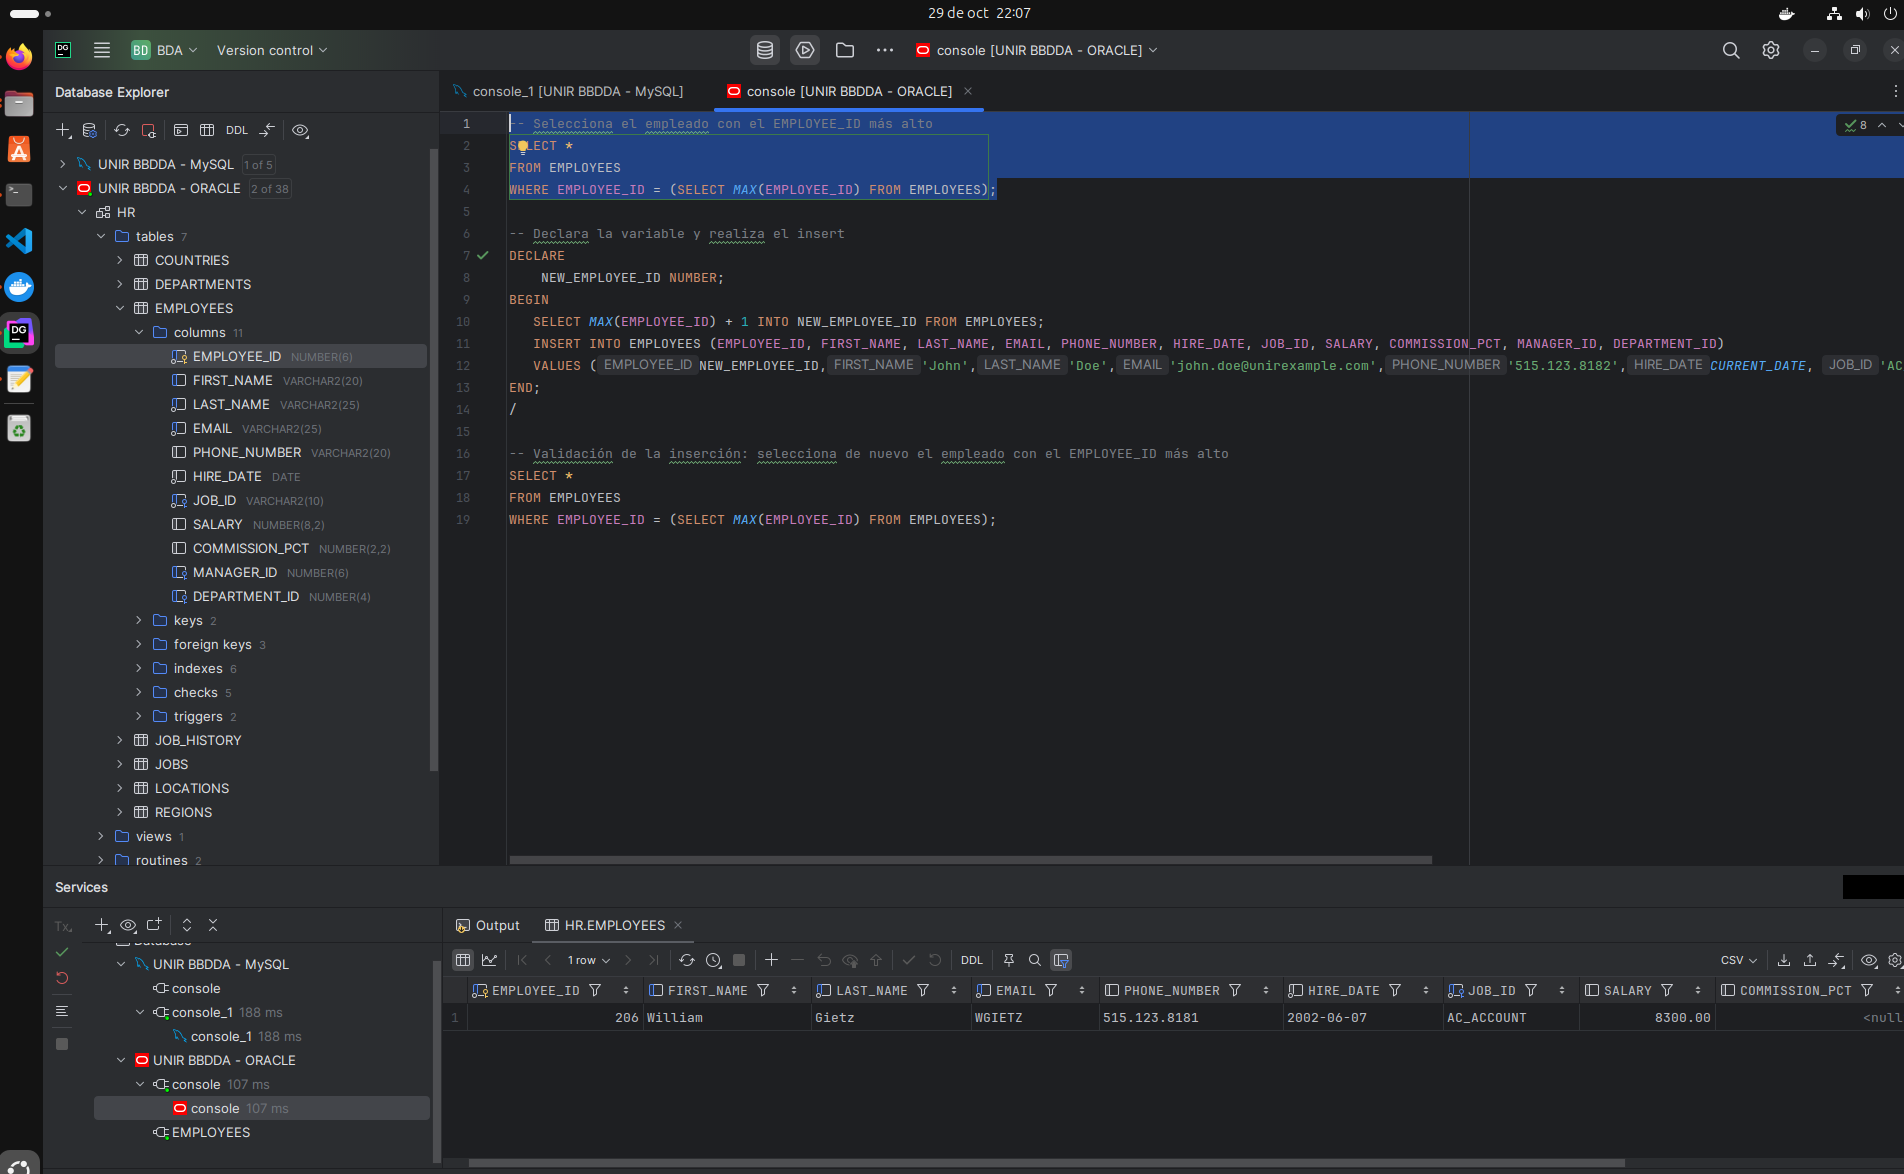 29 de oct 22:07
DG
BD BDA Version control
console [UNIR BBDDA - ORACLE]
Database Explorer
console_1 [UNIR BBDDA - MySQL]
console [UNIR BBDDA - ORACLE]
DDL
UNIR BBDDA - MySQL 1 of 5
UNIR BBDDA - ORACLE 2 of 38
HR
tables 7
COUNTRIES
DEPARTMENTS
EMPLOYEES
columns 11
EMPLOYEE_ID NUMBER(6)
FIRST_NAME VARCHAR2(20)
LAST_NAME VARCHAR2(25)
EMAIL VARCHAR2(25)
PHONE_NUMBER VARCHAR2(20)
HIRE_DATE DATE
JOB_ID VARCHAR2(10)
SALARY NUMBER(8,2)
COMMISSION_PCT NUMBER(2,2)
MANAGER_ID NUMBER(6)
DEPARTMENT_ID NUMBER(4)
keys 2
foreign keys 3
indexes 6
checks 5
triggers 2
JOB_HISTORY
JOBS
LOCATIONS
REGIONS
views 1
routines 2
8
1 -- Selecciona el empleado con el EMPLOYEE_ID más alto
2 SELECT *
3 FROM EMPLOYEES
4 WHERE EMPLOYEE_ID = (SELECT MAX(EMPLOYEE_ID) FROM EMPLOYEES);
5
6 -- Declara la variable y realiza el insert
7 DECLARE
8 NEW_EMPLOYEE_ID NUMBER;
9 BEGIN
10 SELECT MAX(EMPLOYEE_ID) + 1 INTO NEW_EMPLOYEE_ID FROM EMPLOYEES;
11 INSERT INTO EMPLOYEES (EMPLOYEE_ID, FIRST_NAME, LAST_NAME, EMAIL, PHONE_NUMBER, HIRE_DATE, JOB_ID, SALARY, COMMISSION_PCT, MANAGER_ID, DEPARTMENT_ID)
12 VALUES ( EMPLOYEE_ID NEW_EMPLOYEE_ID, FIRST_NAME 'John', LAST_NAME 'Doe', EMAIL 'john.doe@unirexample.com', PHONE_NUMBER '515.123.8182', HIRE_DATE CURRENT_DATE, JOB_ID 'AC
13 END;
14 /
15
16 -- Validación de la inserción: selecciona de nuevo el empleado con el EMPLOYEE_ID más alto
17 SELECT *
18 FROM EMPLOYEES
19 WHERE EMPLOYEE_ID = (SELECT MAX(EMPLOYEE_ID) FROM EMPLOYEES);
Services
Tx
Database
UNIR BBDDA - MySQL
console
console_1 188 ms
console_1 188 ms
UNIR BBDDA - ORACLE
console 107 ms
console 107 ms
EMPLOYEES
Output HR.EMPLOYEES
1 row DDL CSV
EMPLOYEE_ID FIRST_NAME LAST_NAME EMAIL PHONE_NUMBER HIRE_DATE JOB_ID SALARY COMMISSION_PCT
1 206 William Gietz WGIETZ 515.123.8181 2002-06-07 AC_ACCOUNT 8300.00 <null